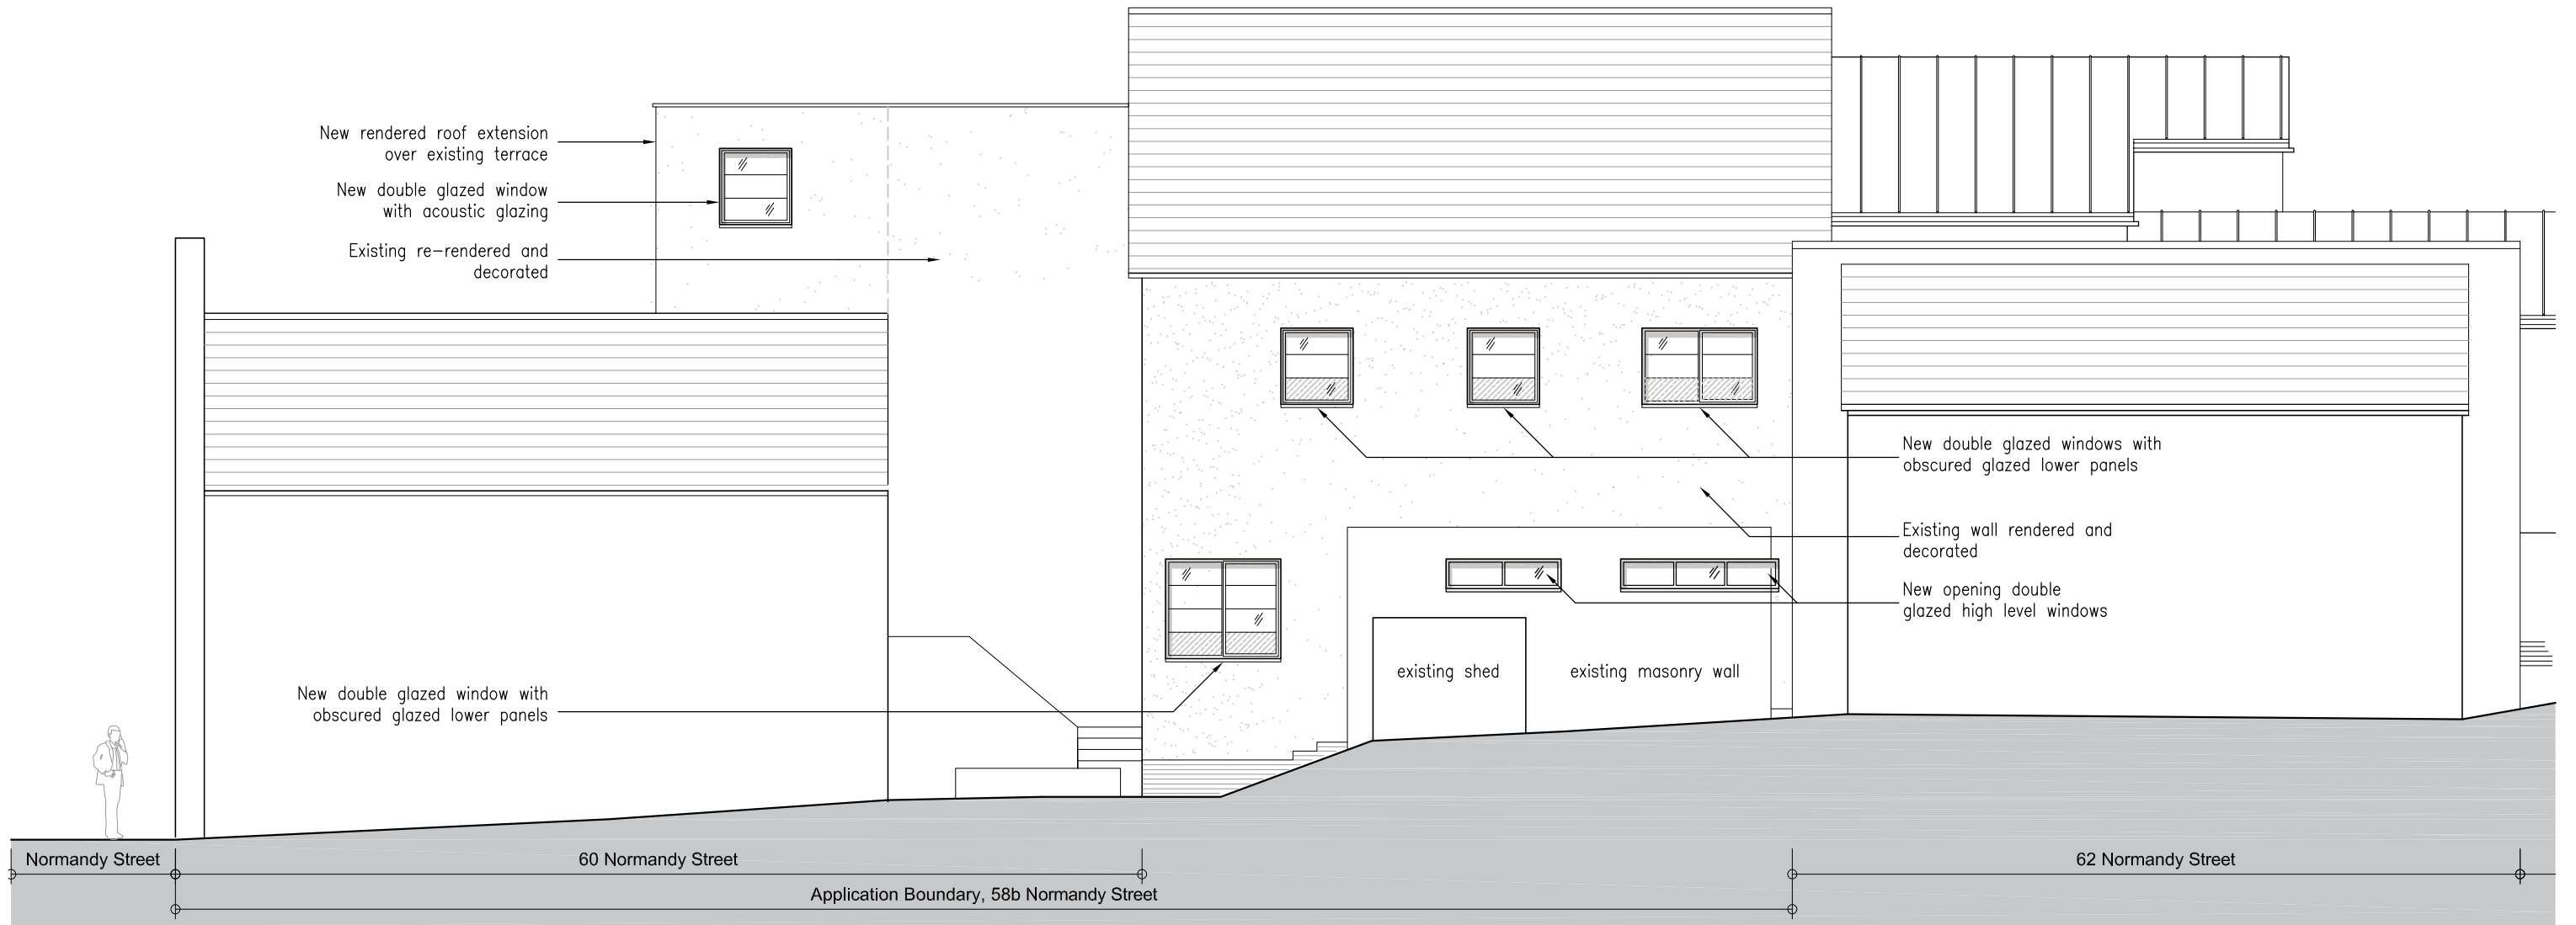 New rendered roof extension
over existing terrace
New double glazed window
with acoustic glazing
Existing re-rendered and
decorated
New double glazed windows with
obscured glazed lower panels
Existing wall rendered and
decorated
New opening double
glazed high level windows
existing shed
existing masonry wall
New double glazed window with
obscured glazed lower panels
Normandy Street
60 Normandy Street
62 Normandy Street
Application Boundary, 58b Normandy Street